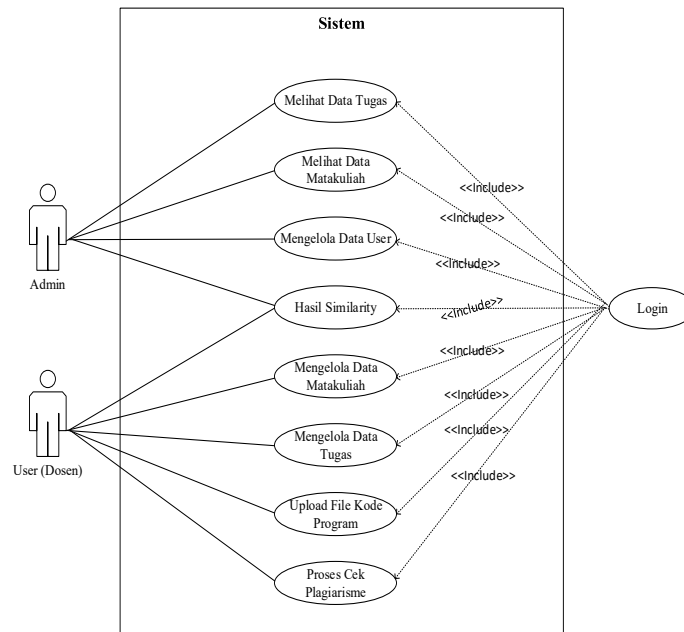 Sistem
Melihat Data Tugas
Melihat Data
Matakuliah
<<Include>>
<<Include>>
Mengelola Data User
<<Include>>
Admin
Hasil Similarity
<<Include>>
Login
<<Include>>
Mengelola Data
Matakuliah
<<Include>>
Mengelola Data
Tugas
<<Include>>
User (Dosen)
<<Include>>
Upload File Kode
Program
Proses Cek
Plagiarisme